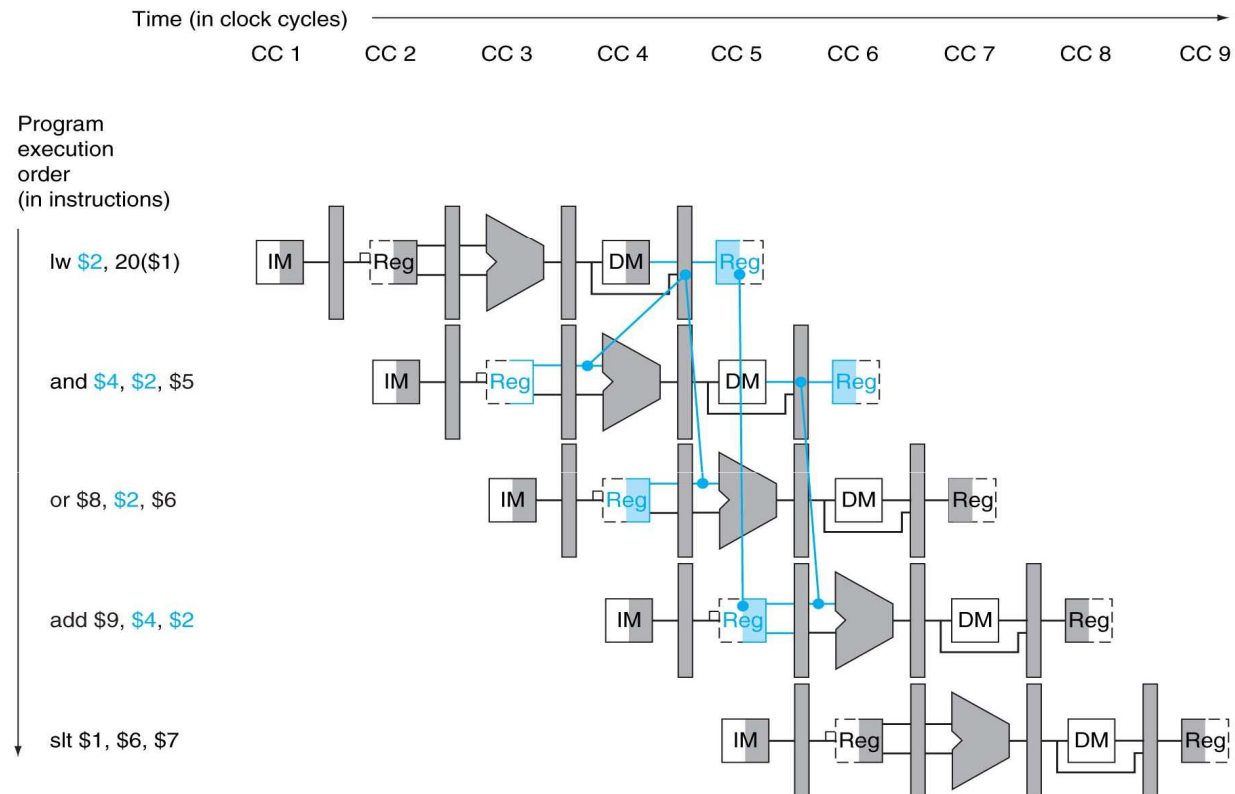 Time (in clock cycles)
CC 1 CC 2 CC 3 CC 4 CC 5 CC 6 CC 7 CC 8 CC 9
Program
execution
order
(in instructions)
lw $2, 20($1) IM Reg DM Reg
and $4, $2, $5 IM Reg DM Reg
or $8, $2, $6 IM Reg DM Reg
add $9, $4, $2 IM Reg DM Reg
slt $1, $6, $7 IM Reg DM Reg